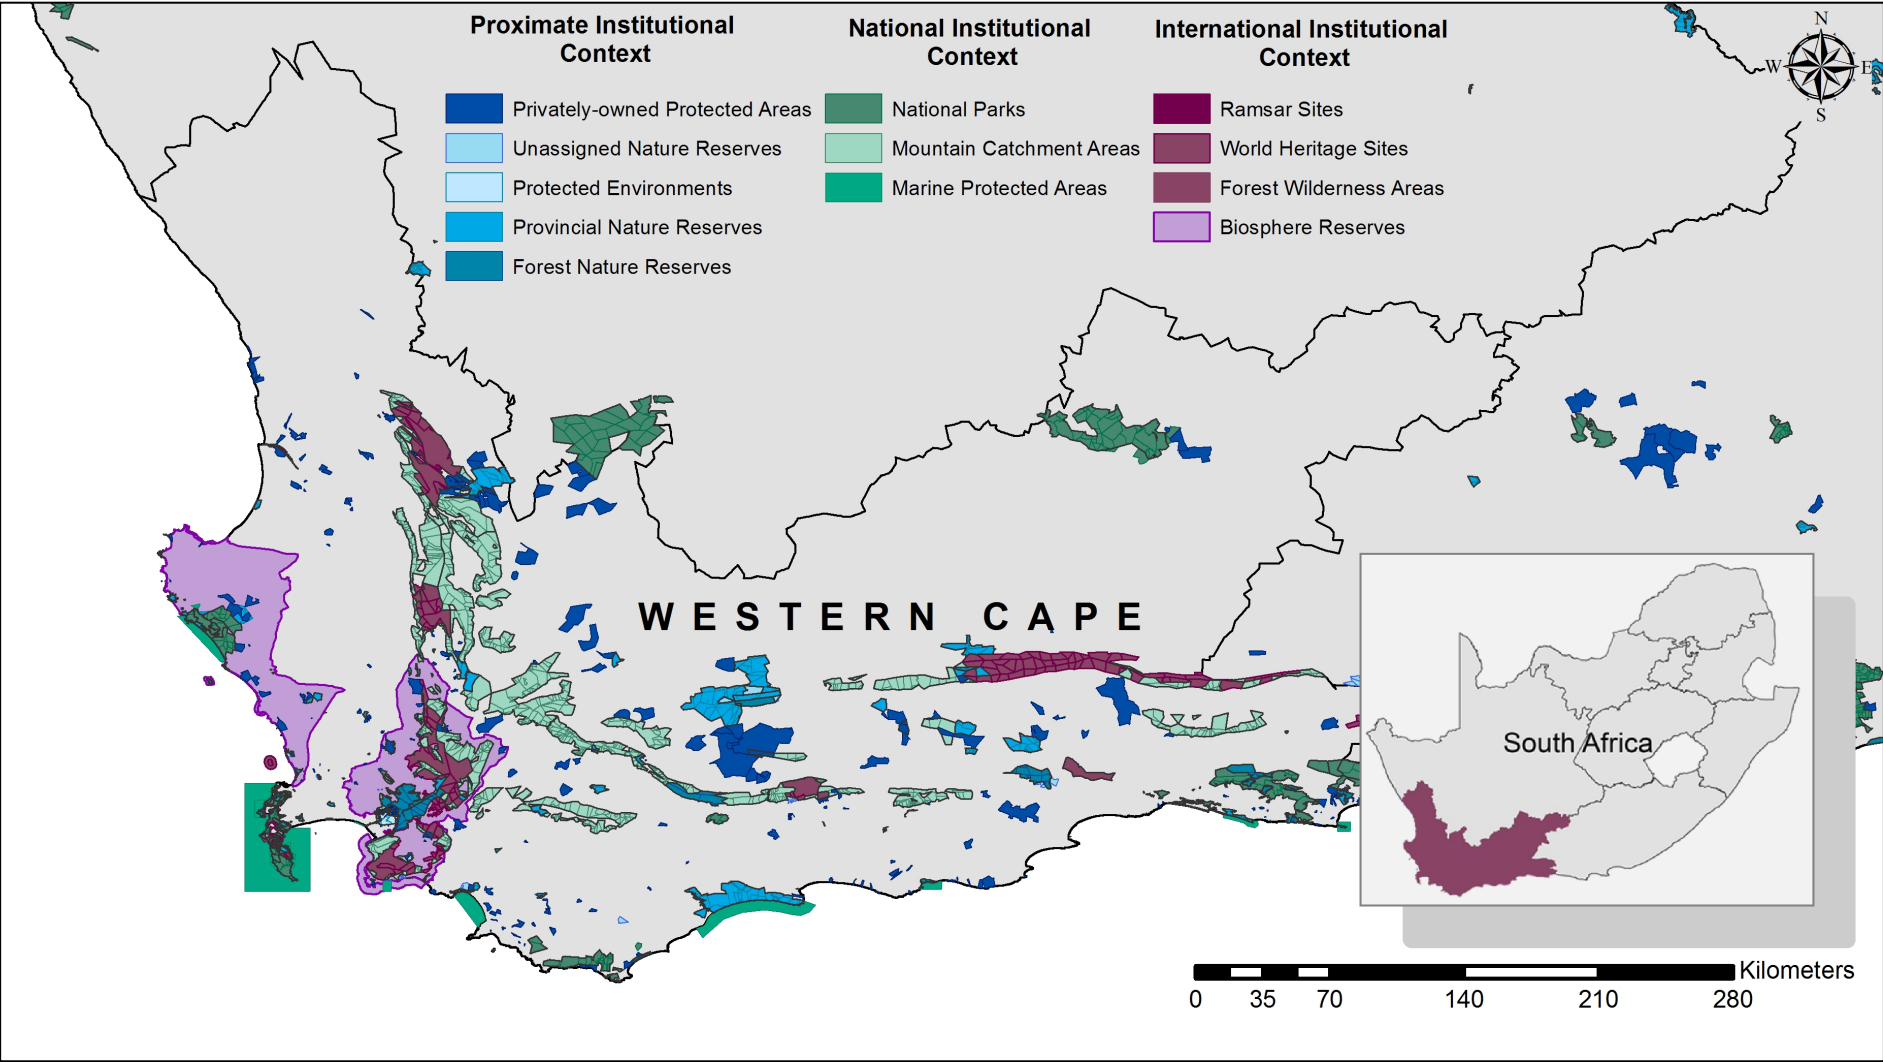 Proximate Institutional
Context
Privately-owned Protected Areas
Unassigned Nature Reserves
Protected Environments
Provincial Nature Reserves
Forest Nature Reserves
National Institutional
Context
National Parks
Mountain Catchment Areas
Marine Protected Areas
International Institutional
Context
Ramsar Sites
World Heritage Sites
Forest Wilderness Areas
Biosphere Reserves
N
W E
S
WESTERN CAPE
South Africa
Kilometers
0 35 70 140 210 280